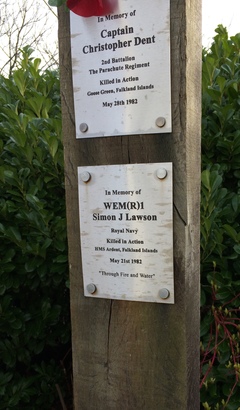 In Memory of
Captain
Christopher Dent
2nd Battalion
The Parachute Regiment
Killed in Action
Goose Green, Falkland Islands
May 28th 1982
In Memory of
WEM(R)1
Simon J Lawson
Royal Navy
Killed in Action
HMS Ardent, Falkland Islands
May 21st 1982
"Through Fire and Water"